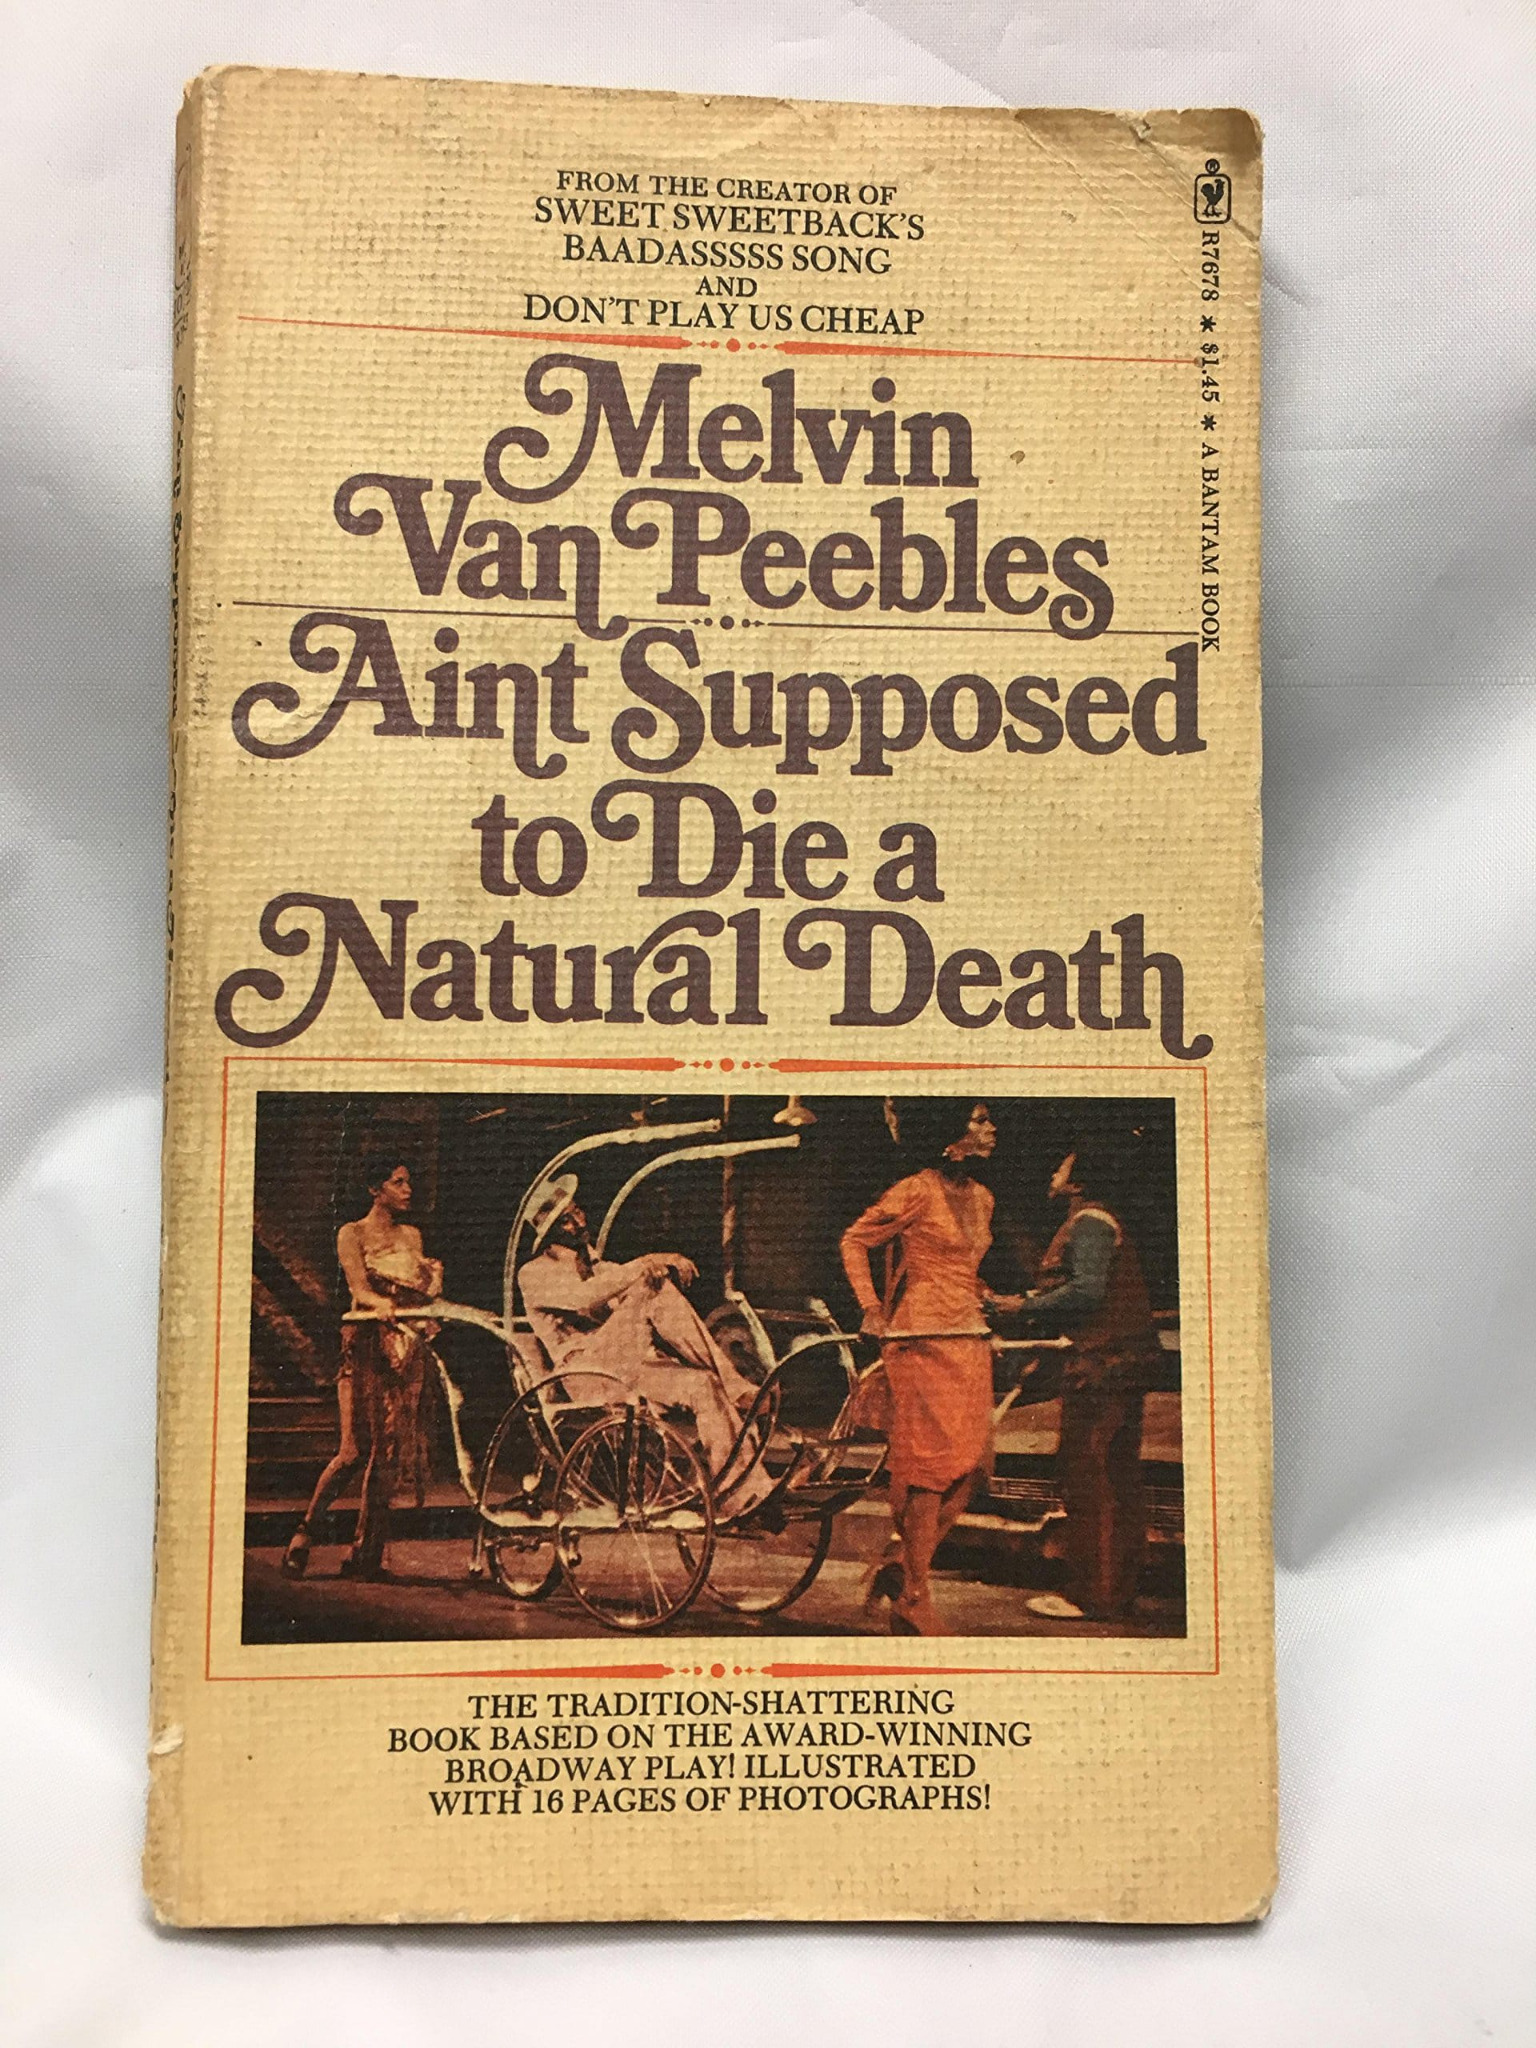 FROM THE CREATOR OF
SWEET SWEETBACK'S
BAADASSSSS SONG
AND
DON'T PLAY US CHEAP
Melvin
Van Peebles
Aint Supposed
to Die a
Natural Death
THE TRADITION-SHATTERING
BOOK BASED ON THE AWARD-WINNING
BROADWAY PLAY! ILLUSTRATED
WITH 16 PAGES OF PHOTOGRAPHS!
® R7678 * $1.45 * A BANTAM BOOK